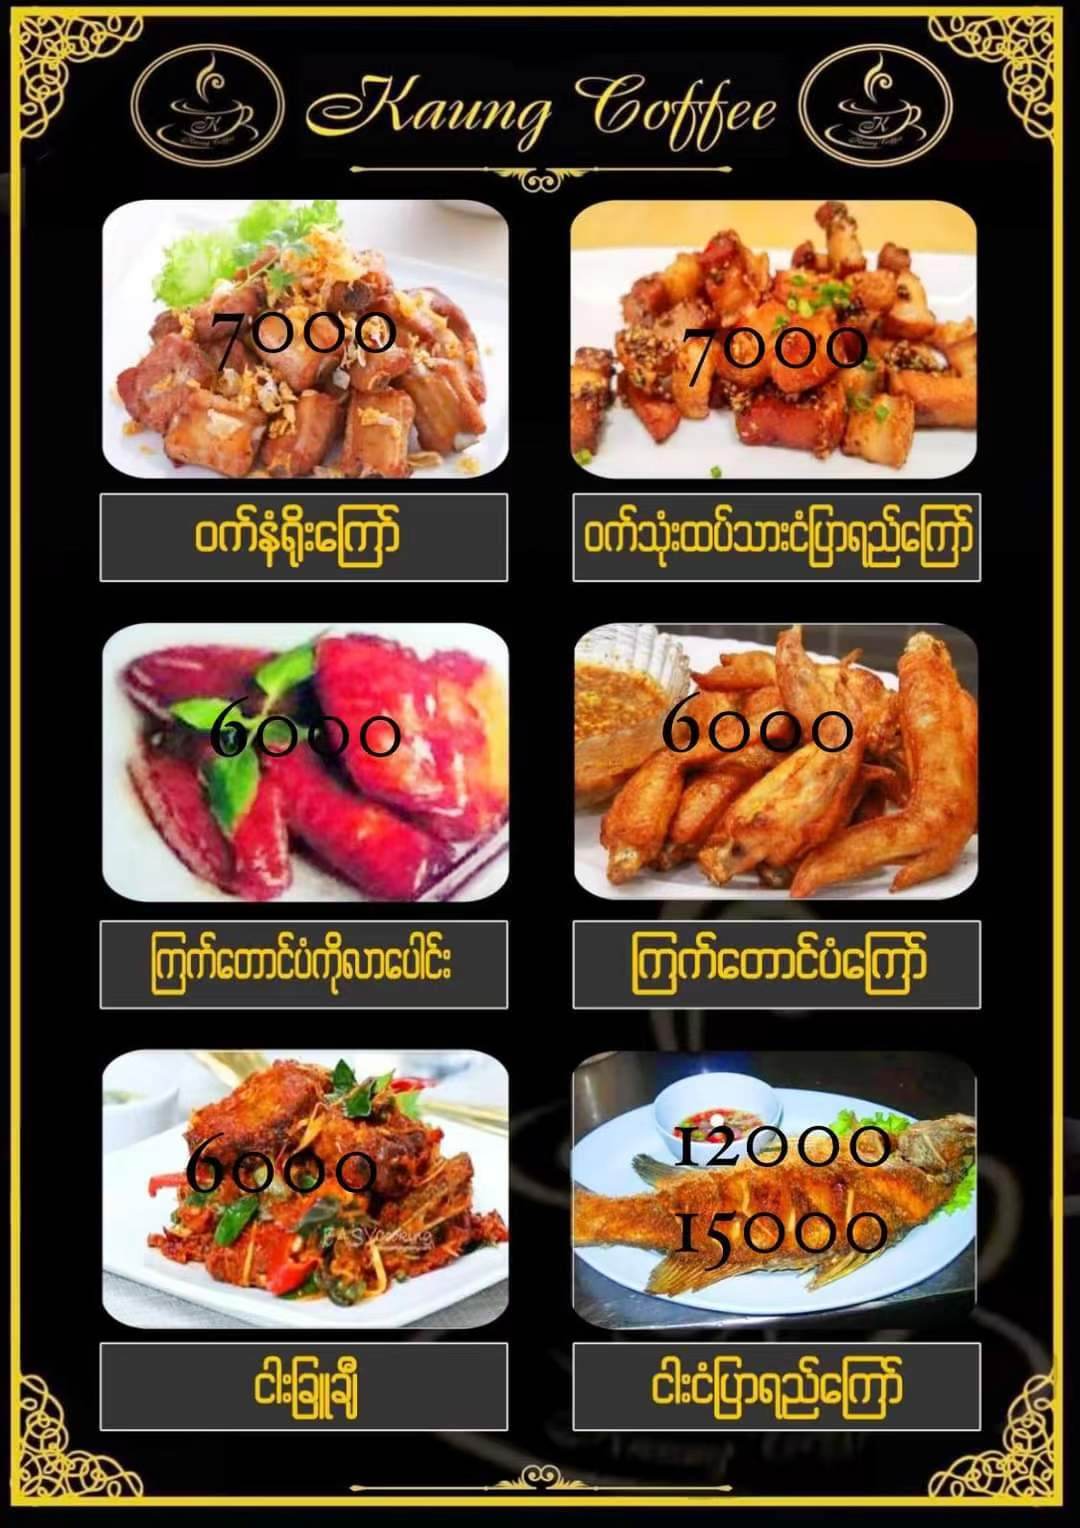 Kaung Coffee
7000
7000
ဝက်နံရိုးကြော်
ဝက်သုံးထပ်သားငံပြာရည်ကြော်
6000
6000
ကြက်တောင်ပံကိုလာပေါင်း
ကြက်တောင်ပံကြော်
6000
12000
15000
ငါးချူချီ
ငါးငံပြာရည်ကြော်